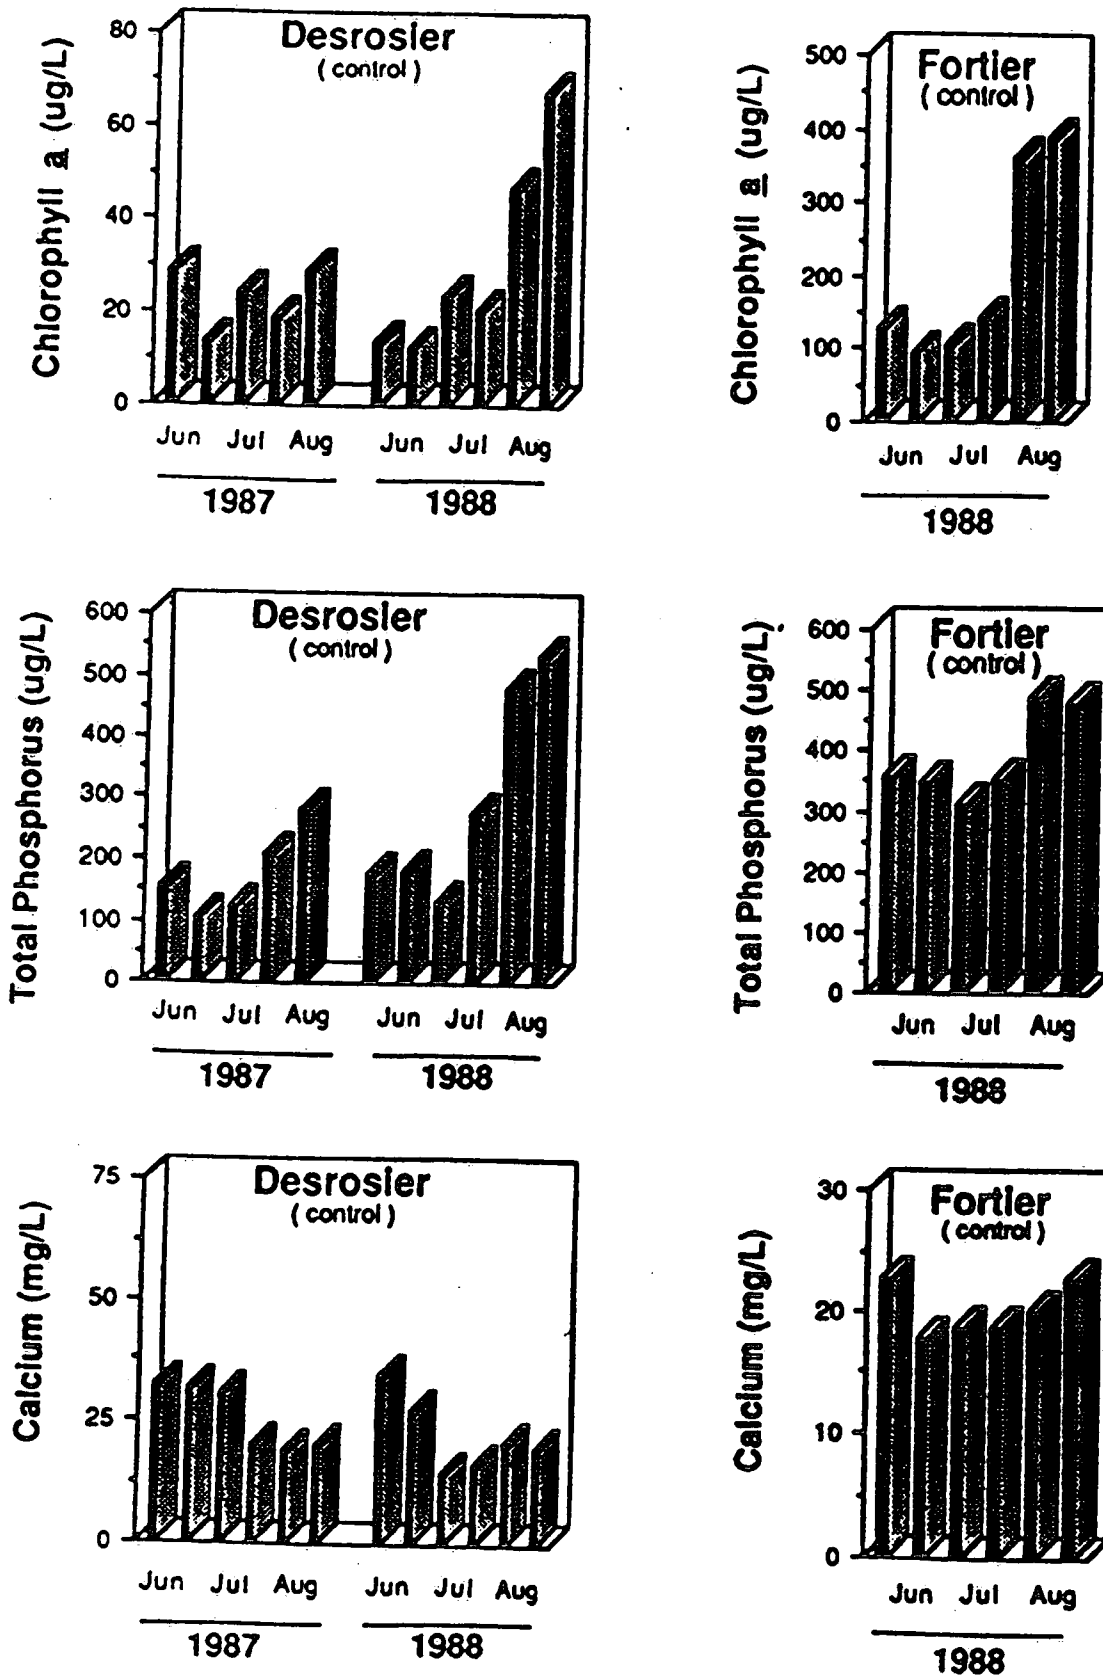 Desrosier
( control )
Chlorophyll a (ug/L)
80
60
40
20
0
Jun Jul Aug Jun Jul Aug
1987 1988
Fortier
( control )
Chlorophyll a (ug/L)
500
400
300
200
100
0
Jun Jul Aug
1988
Desrosier
( control )
Total Phosphorus (ug/L)
600
500
400
300
200
100
0
Jun Jul Aug Jun Jul Aug
1987 1988
Fortier
( control )
Total Phosphorus (ug/L)
600
500
400
300
200
100
0
Jun Jul Aug
1988
Desrosier
( control )
Calcium (mg/L)
75
50
25
0
Jun Jul Aug Jun Jul Aug
1987 1988
Fortier
( control )
Calcium (mg/L)
30
20
10
0
Jun Jul Aug
1988